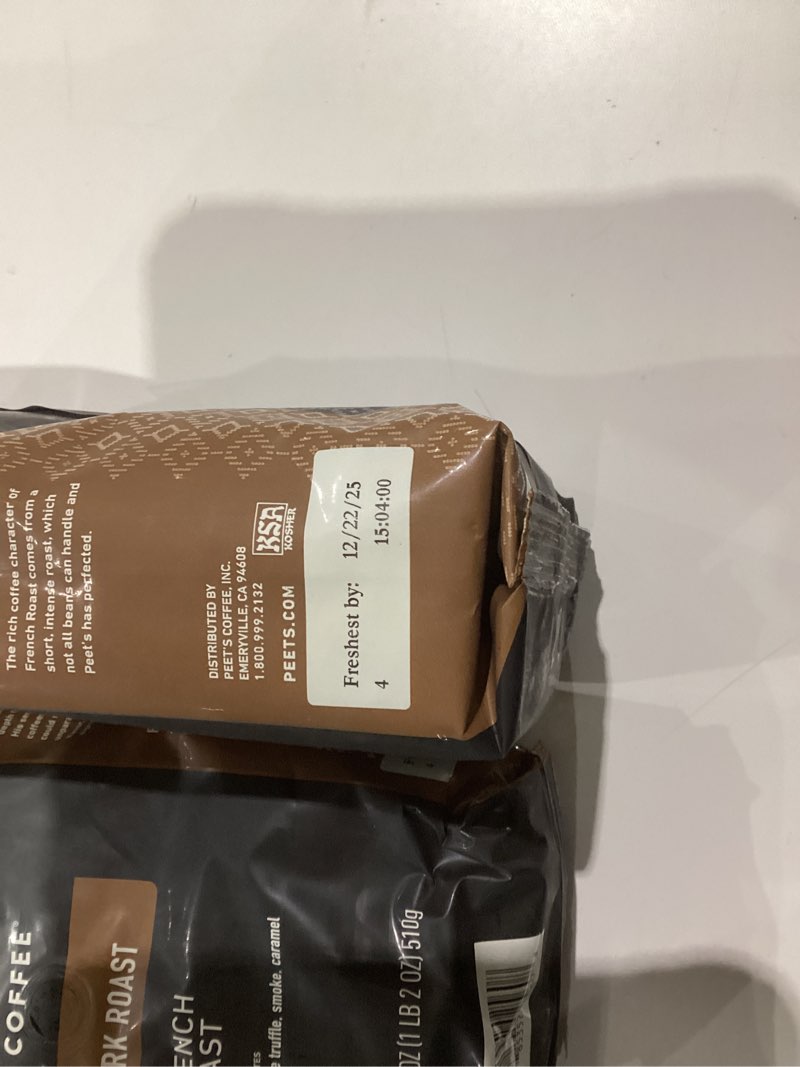 The rich coffee character of
French Roast comes from a
short, intense roast, which
not all beans can handle and
Peet's has perfected.
DISTRIBUTED BY
PEET'S COFFEE, INC.
EMERYVILLE, CA 94608
1.800.999.2132
PEETS.COM
KSA
KOSHER
Freshest by: 12/22/25
4 15:04:00
COFFEE
RK ROAST
ENCH
AST
truffle, smoke, caramel
OZ (1 LB 2 OZ) 510g